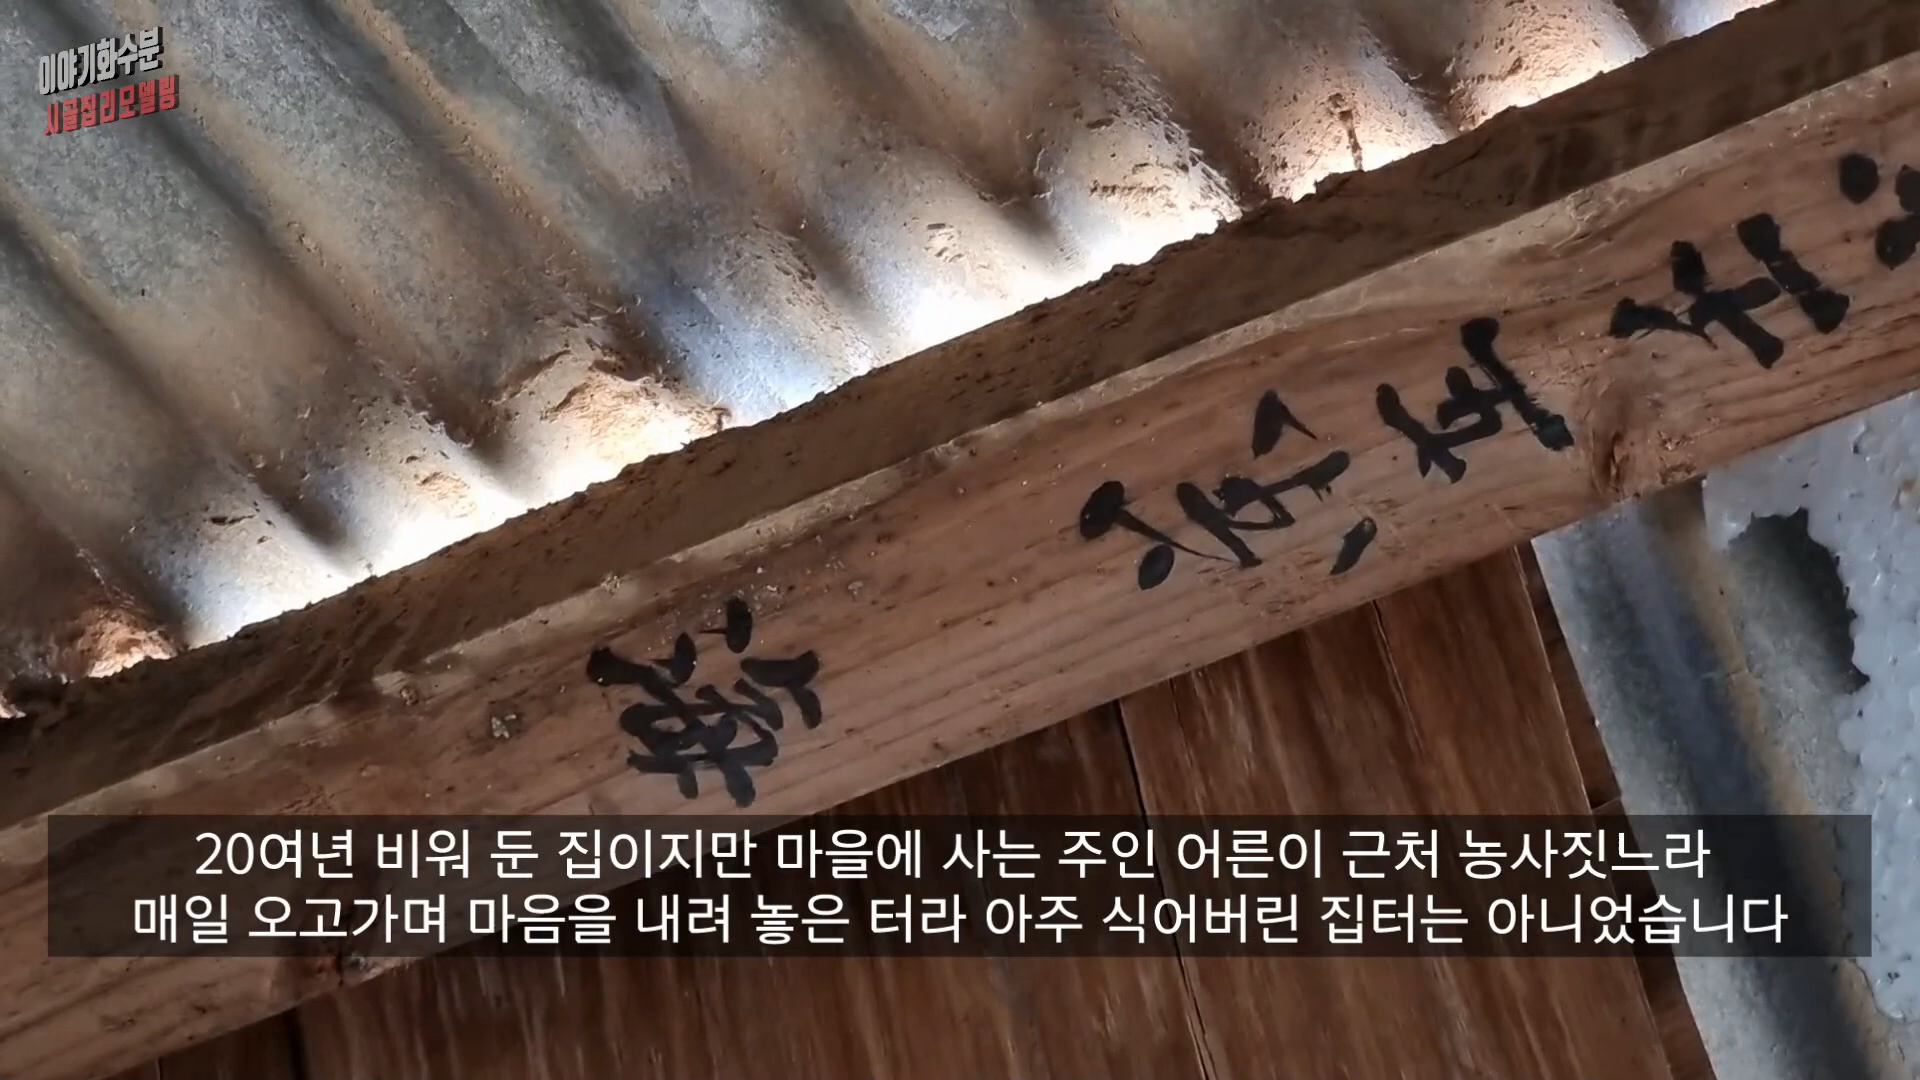 이야기화수분
시골집리모델링
20여년 비워 둔 집이지만 마을에 사는 주인 어른이 근처 농사짓느라
매일 오고가며 마음을 내려 놓은 터라 아주 식어버린 집터는 아니었습니다